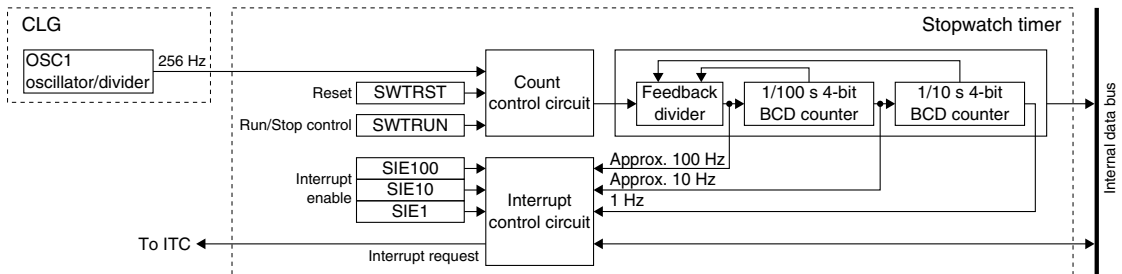 CLG
Stopwatch timer
OSC1
oscillator/divider
256 Hz
Reset
SWTRST
Run/Stop control
SWTRUN
Count
control circuit
Feedback
divider
1/100 s 4-bit
BCD counter
1/10 s 4-bit
BCD counter
Internal data bus
Interrupt
enable
SIE100
SIE10
SIE1
Interrupt
control circuit
Approx. 100 Hz
Approx. 10 Hz
1 Hz
To ITC
Interrupt request